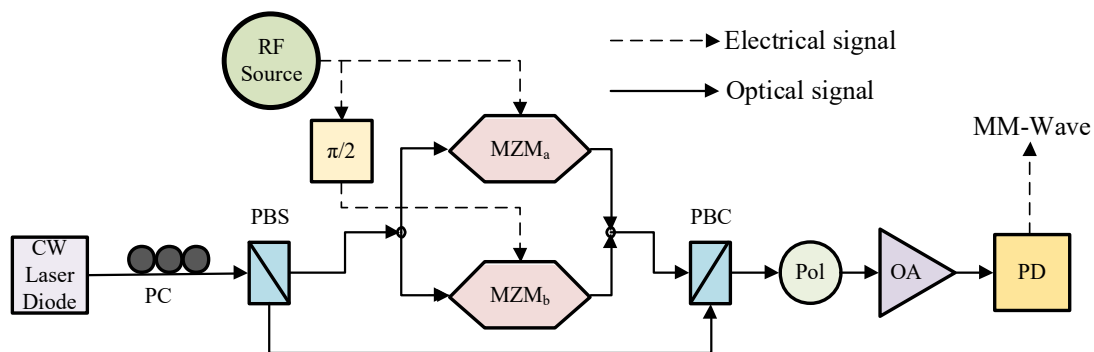 RF
Source
Electrical signal
Optical signal
MM-Wave
π/2
MZMₐ
PBS
PBC
CW
Laser
Diode
PC
MZM_b
Pol
OA
PD